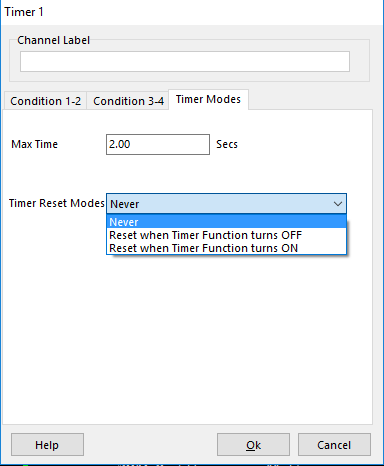 Timer 1
Channel Label
Condition 1-2 Condition 3-4 Timer Modes
Max Time 2.00 Secs
Timer Reset Modes Never
Never
Reset when Timer Function turns OFF
Reset when Timer Function turns ON
Help Ok Cancel